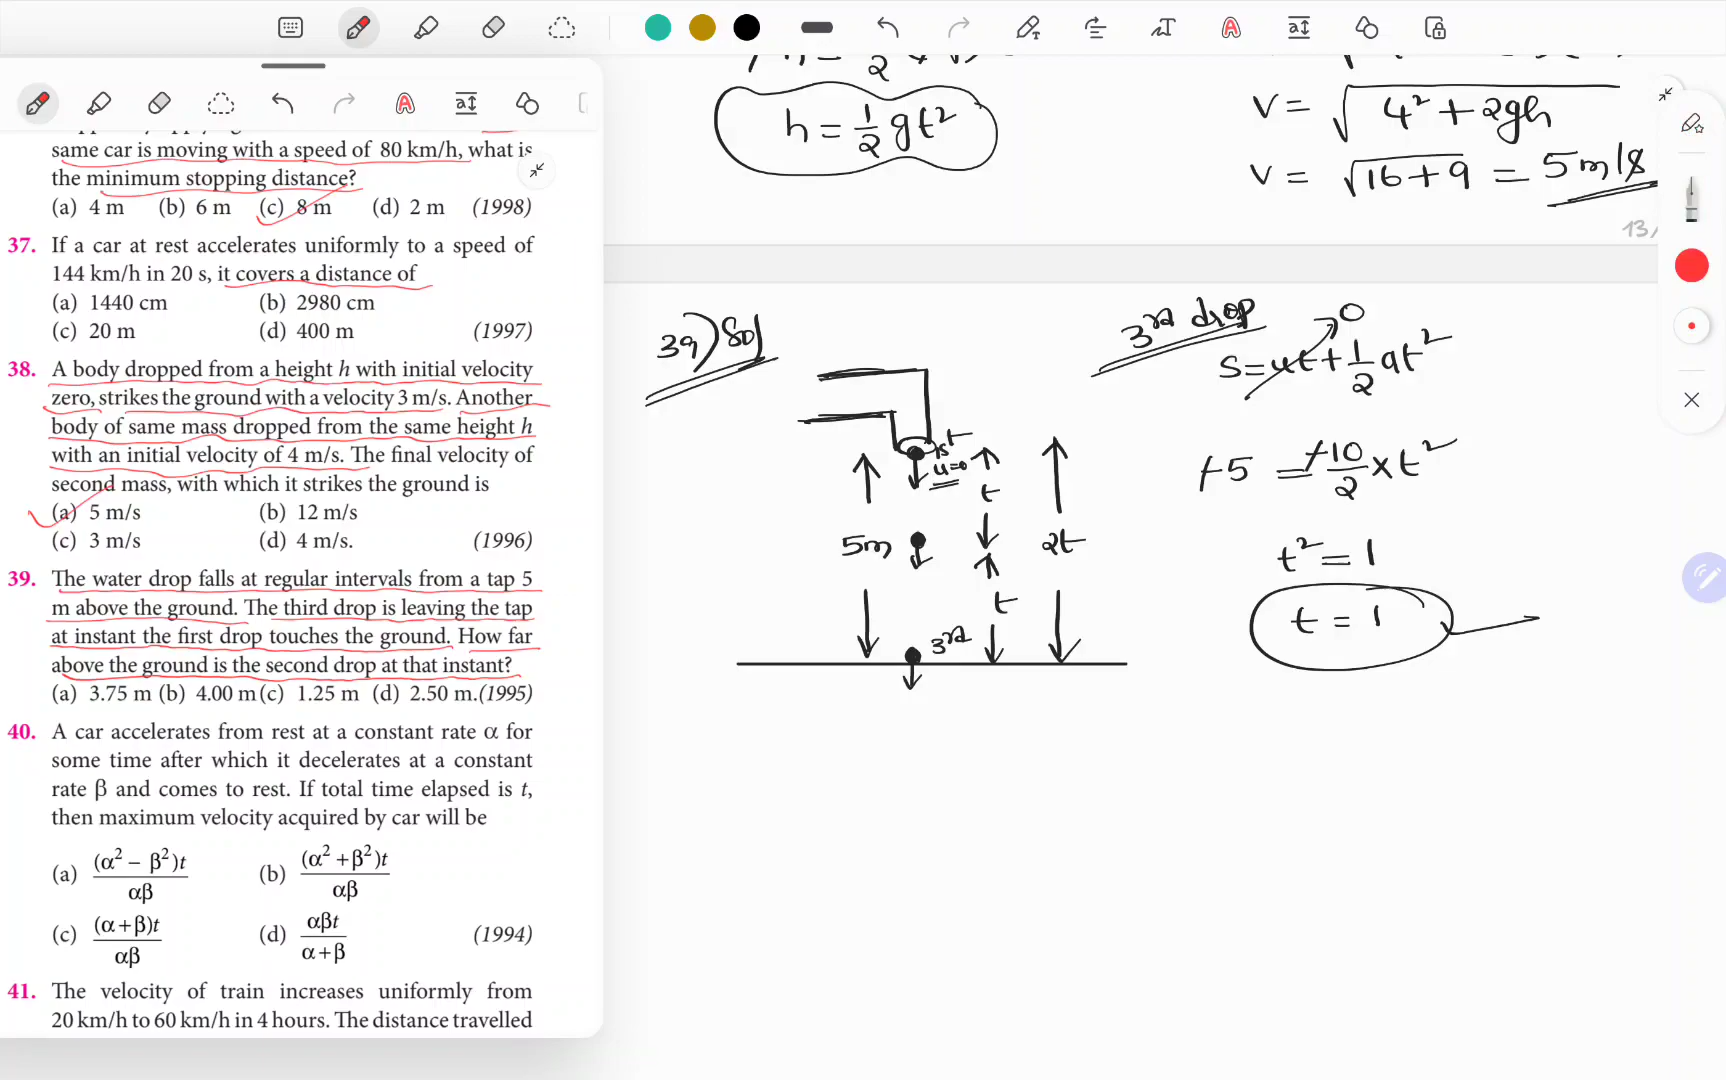 same car is moving with a speed of 80 km/h, what is
the minimum stopping distance?
(a) 4 m (b) 6 m (c) 8 m (d) 2 m (1998)
37. If a car at rest accelerates uniformly to a speed of
144 km/h in 20 s, it covers a distance of
(a) 1440 cm (b) 2980 cm
(c) 20 m (d) 400 m (1997)
38. A body dropped from a height h with initial velocity
zero, strikes the ground with a velocity 3 m/s. Another
body of same mass dropped from the same height h
with an initial velocity of 4 m/s. The final velocity of
second mass, with which it strikes the ground is
(a) 5 m/s (b) 12 m/s
(c) 3 m/s (d) 4 m/s. (1996)
39. The water drop falls at regular intervals from a tap 5
m above the ground. The third drop is leaving the tap
at instant the first drop touches the ground. How far
above the ground is the second drop at that instant?
(a) 3.75 m (b) 4.00 m (c) 1.25 m (d) 2.50 m. (1995)
40. A car accelerates from rest at a constant rate α for
some time after which it decelerates at a constant
rate β and comes to rest. If total time elapsed is t,
then maximum velocity acquired by car will be
(a) (α² − β²)t / αβ (b) (α² + β²)t / αβ
(c) (α + β)t / αβ (d) αβt / α + β (1994)
41. The velocity of train increases uniformly from
20 km/h to 60 km/h in 4 hours. The distance travelled
h = 1/2 gt²
v = √4² + 2gh
v = √16 + 9 = 5 m/s
13/
39) Sol
1st
u=0
t
5m
2t
t
3rd
3rd drop
0
s = ut + 1/2 at²
-5 = -10/2 × t²
t² = 1
t = 1